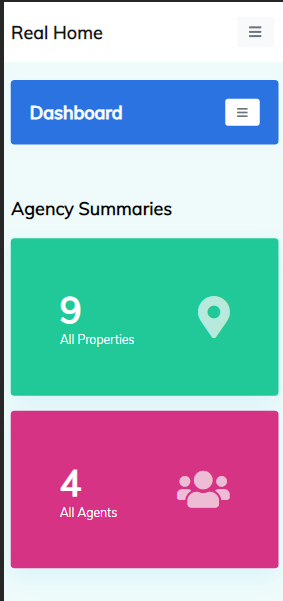 Real Home
Dashboard
Agency Summaries
9
All Properties
4
All Agents